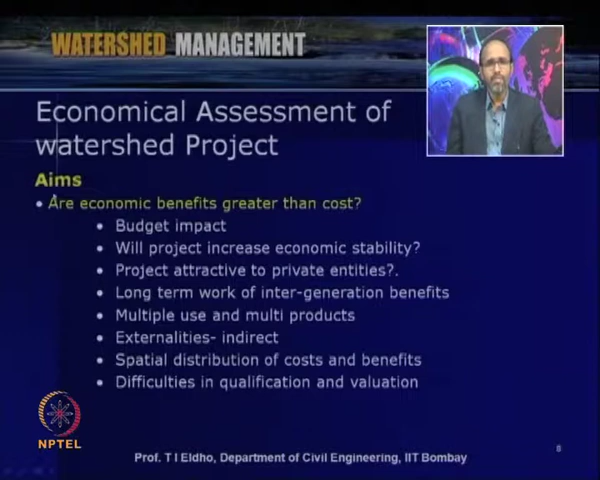 WATERSHED MANAGEMENT
Economical Assessment of
watershed Project
Aims
• Are economic benefits greater than cost?
• Budget impact
• Will project increase economic stability?
• Project attractive to private entities?.
• Long term work of inter-generation benefits
• Multiple use and multi products
• Externalities- indirect
• Spatial distribution of costs and benefits
• Difficulties in qualification and valuation
NPTEL
Prof. T I Eldho, Department of Civil Engineering, IIT Bombay